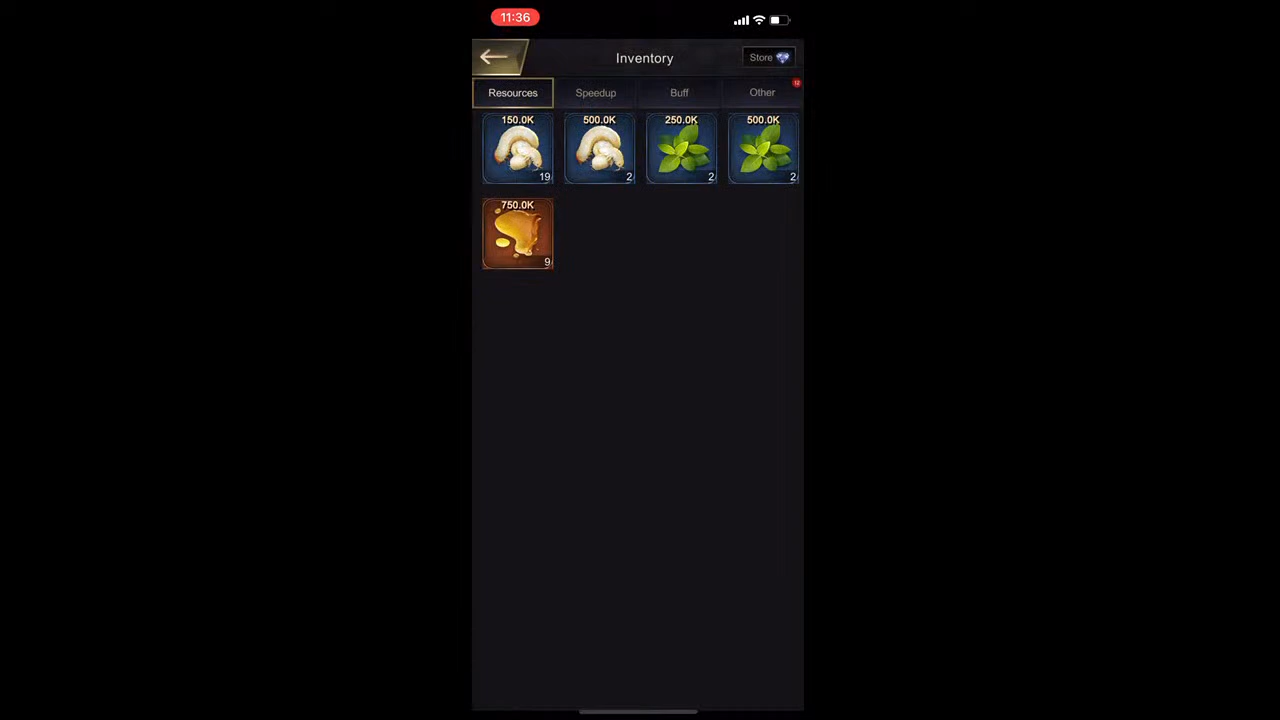 11:36
Inventory
Store
Resources
Speedup
Buff
Other
12
150.0K
500.0K
250.0K
500.0K
19
2
2
2
750.0K
9